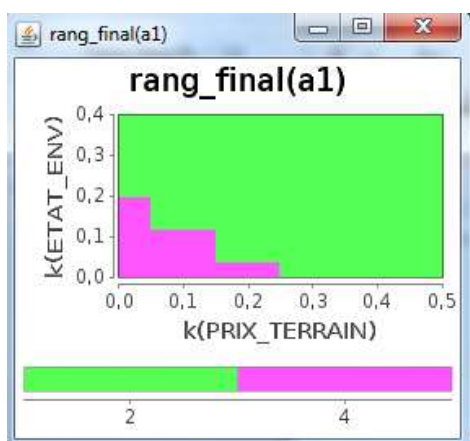 rang_final(a1)
rang_final(a1)
k(ETAT_ENV)
0,4
0,3
0,2
0,1
0,0
0,0 0,1 0,2 0,3 0,4 0,5
k(PRIX_TERRAIN)
2 4